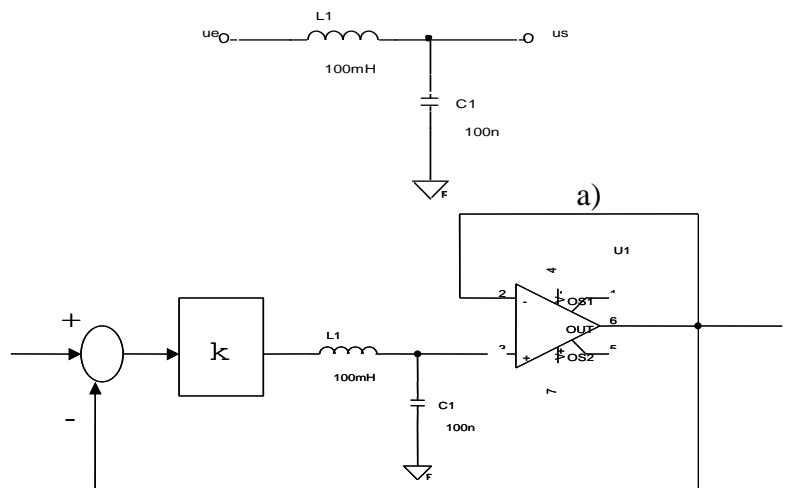 L1
ue
us
100mH
C1
100n
F
a)
U1
4
2
-
V-
OS1
1
+
6
OUT
k
L1
3
+
V+
OS2
5
100mH
7
-
C1
100n
F